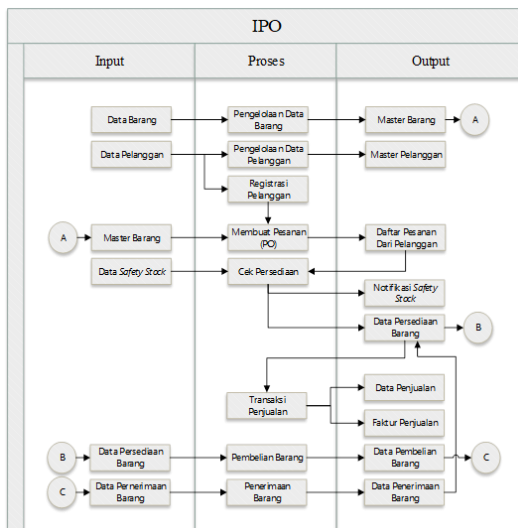 IPO
Input
Proses
Output
Data Barang
Pengelolaan Data
Barang
Master Barang
A
Data Pelanggan
Pengelolaan Data
Pelanggan
Master Pelanggan
Registrasi
Pelanggan
A
Master Barang
Membuat Pesanan
(PO)
Daftar Pesanan
Dari Pelanggan
Data Safety Stock
Cek Persediaan
Notifikasi Safety
Stock
Data Persediaan
Barang
B
Transaksi
Penjualan
Data Penjualan
Faktur Penjualan
B
Data Persediaan
Barang
Pembelian Barang
Data Pembelian
Barang
C
C
Data Pernerimaan
Barang
Penerimaan
Barang
Data Penerimaan
Barang